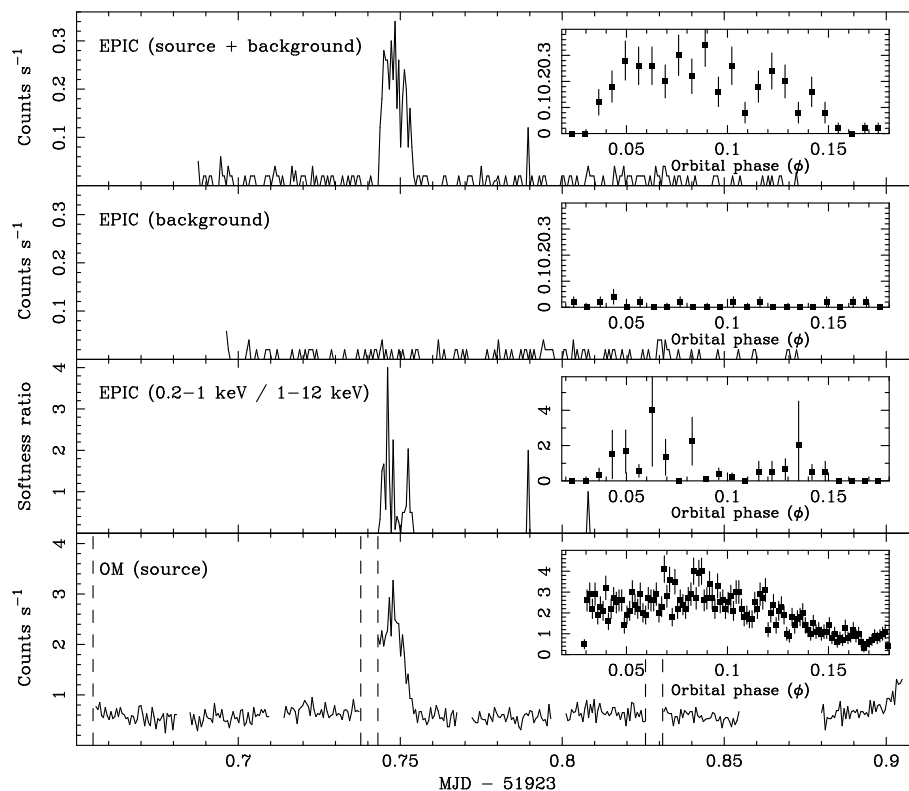 EPIC (source + background)
Counts s⁻¹
0.1 0.2 0.3
0 0.1 0.2 0.3
0.05 0.1 0.15
Orbital phase (ϕ)
EPIC (background)
Counts s⁻¹
0.1 0.2 0.3
0 0.1 0.2 0.3
0.05 0.1 0.15
Orbital phase (ϕ)
EPIC (0.2−1 keV / 1−12 keV)
Softness ratio
1 2 3 4
0 2 4
0.05 0.1 0.15
Orbital phase (ϕ)
OM (source)
Counts s⁻¹
1 2 3 4
0 1 2 3 4
0.05 0.1 0.15
Orbital phase (ϕ)
0.7 0.75 0.8 0.85 0.9
MJD − 51923